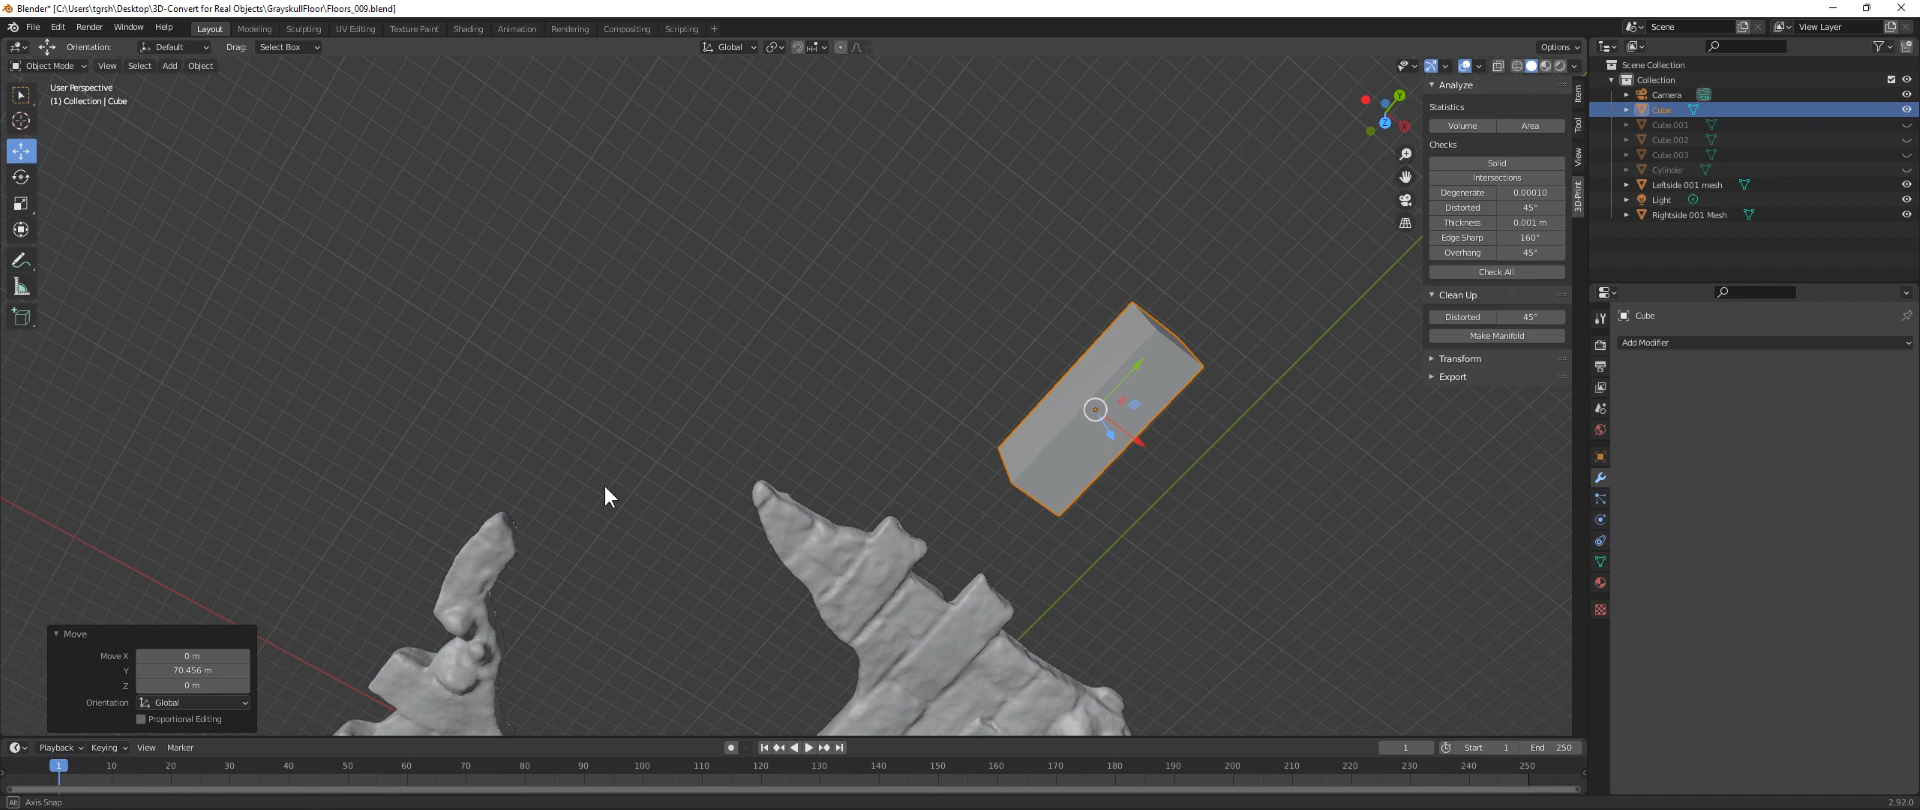 Blender* [C:\Users\tgrsh\Desktop\3D-Convert for Real Objects\GrayskullFloor\Floors_009.blend]
File Edit Render Window Help Layout Modeling Sculpting UV Editing Texture Paint Shading Animation Rendering Compositing Scripting + Scene View Layer
Orientation: Default Drag: Select Box Global Options
Object Mode View Select Add Object
User Perspective
(1) Collection | Cube
Y
Z
X
Analyze
Statistics
Volume Area
Checks
Solid
Intersections
Degenerate 0.00010
Distorted 45°
Thickness 0.001 m
Edge Sharp 160°
Overhang 45°
Check All
Clean Up
Distorted 45°
Make Manifold
Transform
Export
Item
Tool
View
3D-Print
Scene Collection
Collection
Camera
Cube
Cube.001
Cube.002
Cube.003
Cylinder
Leftside 001 mesh
Light
Rightside 001 Mesh
Cube
Add Modifier
Move
Move X 0 m
Y 70.456 m
Z 0 m
Orientation Global
Proportional Editing
Playback Keying View Marker 1 Start 1 End 250
1 10 20 30 40 50 60 70 80 90 100 110 120 130 140 150 160 170 180 190 200 210 220 230 240 250
Alt Axis Snap 2.92.0